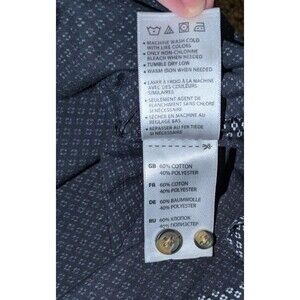 • MACHINE WASH COLD
WITH LIKE COLORS
• ONLY NON-CHLORINE
BLEACH WHEN NEEDED
• TUMBLE DRY LOW
• WARM IRON WHEN NEEDED
• LAVER À FROID À LA MACHINE
AVEC DES COULEURS
SIMILAIRES
• SEULEMENT AGENT DE
BLANCHIMENT SANS CHLORE
SI NÉCESSAIRE
• SÉCHER EN MACHINE AU
RÉGLAGE BAS
• REPASSER AU FER TIÈDE
SI NÉCESSAIRE
GB 60% COTTON
40% POLYESTER
FR 60% COTON
40% POLYESTER
DE 60% BAUMWOLLE
40% POLYESTER
RU 60% ХЛОПОК
40% ПОЛИЭСТЕР